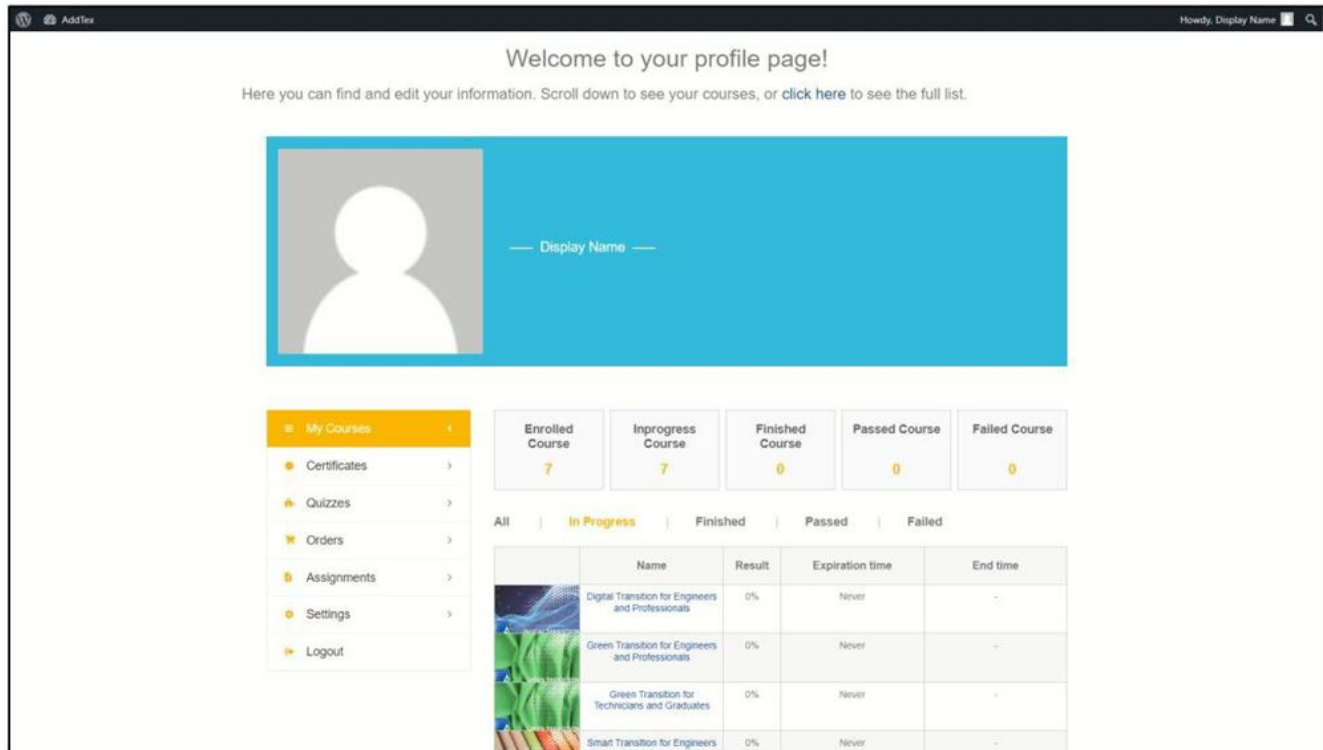 AddTex
Howdy, Display Name
Welcome to your profile page!
Here you can find and edit your information. Scroll down to see your courses, or click here to see the full list.
Display Name
My Courses
Certificates
Quizzes
Orders
Assignments
Settings
Logout
Enrolled
Course
7
Inprogress
Course
7
Finished
Course
0
Passed Course
0
Failed Course
0
All | In Progress | Finished | Passed | Failed
Name Result Expiration time End time
Digital Transition for Engineers
and Professionals
0% Never -
Green Transition for Engineers
and Professionals
0% Never -
Green Transition for
Technicians and Graduates
0% Never -
Smart Transition for Engineers
0% Never -